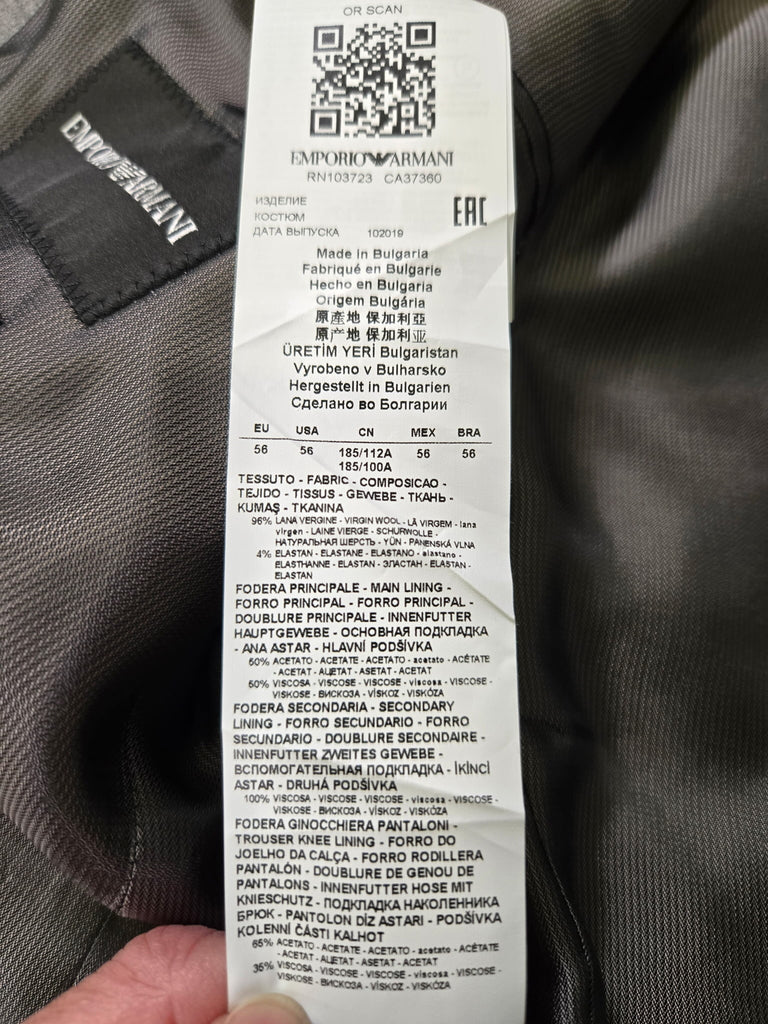 OR SCAN
EMPORIO ARMANI
RN103723 CA37360
ИЗДЕЛИЕ
КОСТЮМ
ДАТА ВЫПУСКА 102019
EAC
Made in Bulgaria
Fabriqué en Bulgarie
Hecho en Bulgaria
Origem Bulgária
原產地 保加利亞
原产地 保加利亚
ÜRETİM YERİ Bulgaristan
Vyrobeno v Bulharsko
Hergestellt in Bulgarien
Сделано во Болгарии
EU USA CN MEX BRA
56 56 185/112A 56 56
185/100A
TESSUTO - FABRIC - COMPOSICAO -
TEJIDO - TISSUS - GEWEBE - ТКАНЬ -
KUMAŞ - TKANINA
96% LANA VERGINE - VIRGIN WOOL - LÃ VIRGEM - lana
virgen - LAINE VIERGE - SCHURWOLLE -
НАТУРАЛЬНАЯ ШЕРСТЬ - YÜN - PANENSKÁ VLNA
4% ELASTAN - ELASTANE - ELASTANO - elastano -
ELASTHANNE - ELASTAN - ЭЛАСТАН - ELASTAN -
ELASTAN
FODERA PRINCIPALE - MAIN LINING -
FORRO PRINCIPAL - FORRO PRINCIPAL -
DOUBLURE PRINCIPALE - INNENFUTTER
HAUPTGEWEBE - ОСНОВНАЯ ПОДКЛАДКА
- ANA ASTAR - HLAVNÍ PODŠÍVKA
50% ACETATO - ACETATE - ACETATO - acetato - ACÉTATE
- ACETAT - АЦЕТАТ - ASETAT - ACETAT
50% VISCOSA - VISCOSE - VISCOSE - viscosa - VISCOSE -
VISKOSE - ВИСКОЗА - VİSKOZ - VISKÓZA
FODERA SECONDARIA - SECONDARY
LINING - FORRO SECUNDARIO - FORRO
SECUNDARIO - DOUBLURE SECONDAIRE -
INNENFUTTER ZWEITES GEWEBE -
ВСПОМОГАТЕЛЬНАЯ ПОДКЛАДКА - İKİNCİ
ASTAR - DRUHÁ PODŠÍVKA
100% VISCOSA - VISCOSE - VISCOSE - viscosa - VISCOSE -
VISKOSE - ВИСКОЗА - VİSKOZ - VISKÓZA
FODERA GINOCCHIERA PANTALONI -
TROUSER KNEE LINING - FORRO DO
JOELHO DA CALÇA - FORRO RODILLERA
PANTALÓN - DOUBLURE DE GENOU DE
PANTALONS - INNENFUTTER HOSE MIT
KNIESCHUTZ - ПОДКЛАДКА НАКОЛЕННИКА
БРЮК - PANTOLON DİZ ASTARI - PODŠÍVKA
KOLENNÍ ČÁSTI KALHOT
65% ACETATO - ACETATE - ACETATO - acetato - ACÉTATE
- ACETAT - АЦЕТАТ - ASETAT - ACETAT
35% VISCOSA - VISCOSE - VISCOSE - viscosa - VISCOSE -
VISKOSE - ВИСКОЗА - VİSKOZ - VISKÓZA
EMPORIO ARMANI